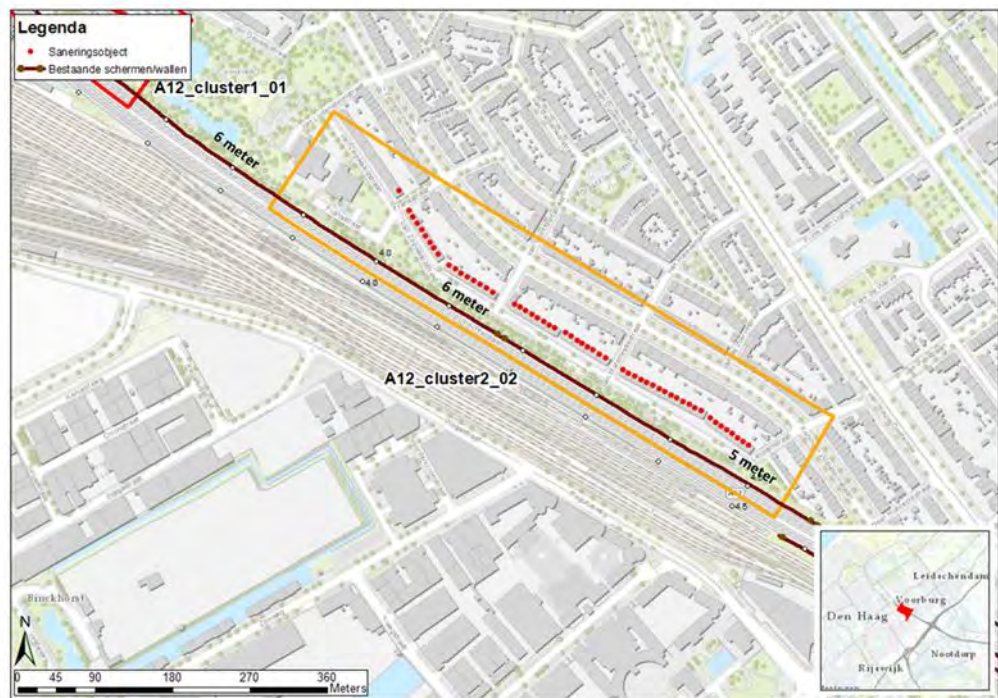 Legenda
Saneringsobject
Bestaande schermen/wallen
A12_cluster1_01
6 meter
4.0
4.0
6 meter
A12_cluster2_02
5 meter
4.5
Binckhorst
N
0 45 90 180 270 360
Meters
Leidschendam
Voorburg
Den Haag
Nootdorp
Rijswijk